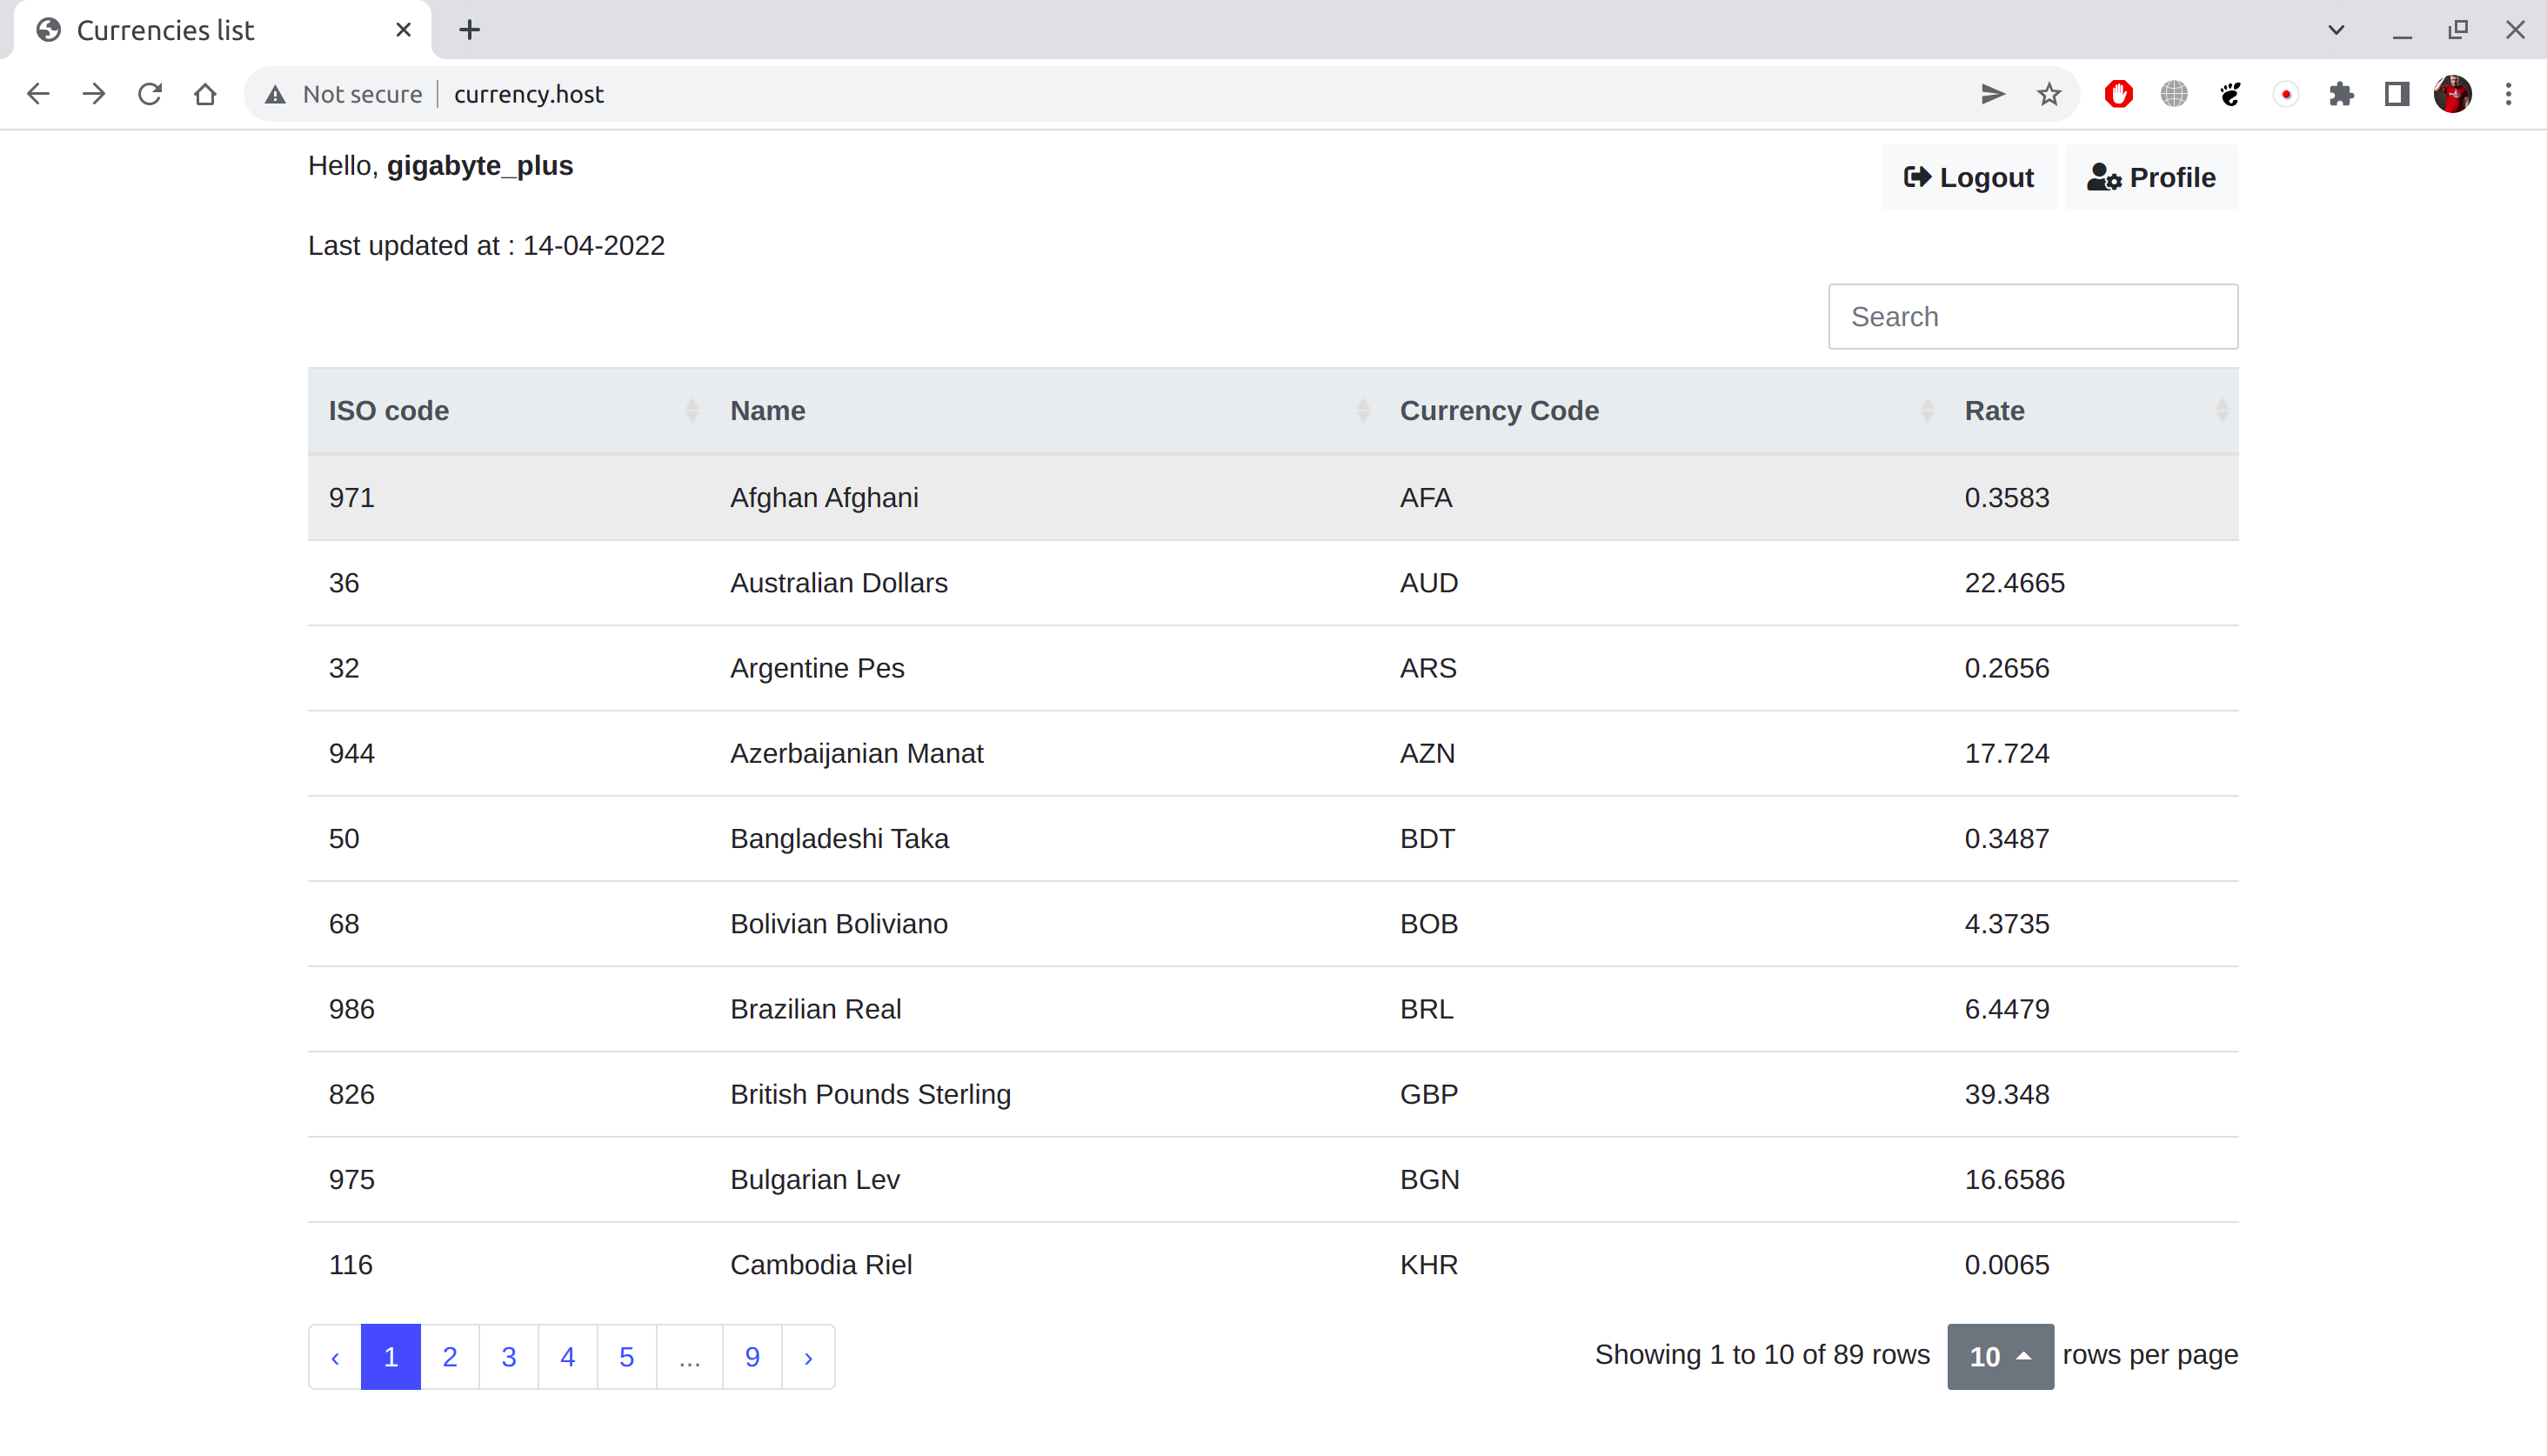 Currencies list
Not secure currency.host
Hello, gigabyte_plus
Logout Profile
Last updated at : 14-04-2022
Search
ISO code Name Currency Code Rate
971 Afghan Afghani AFA 0.3583
36 Australian Dollars AUD 22.4665
32 Argentine Pes ARS 0.2656
944 Azerbaijanian Manat AZN 17.724
50 Bangladeshi Taka BDT 0.3487
68 Bolivian Boliviano BOB 4.3735
986 Brazilian Real BRL 6.4479
826 British Pounds Sterling GBP 39.348
975 Bulgarian Lev BGN 16.6586
116 Cambodia Riel KHR 0.0065
‹ 1 2 3 4 5 ... 9 › Showing 1 to 10 of 89 rows 10 rows per page